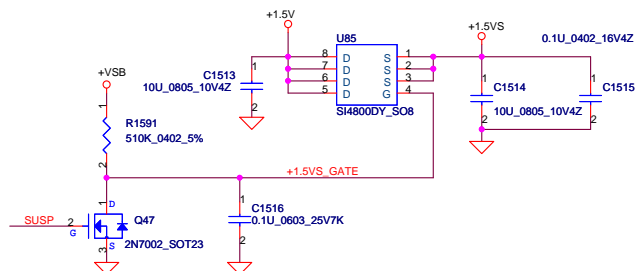 +1.5V
+1.5VS
U85
0.1U_0402_16V4Z
+VSB
8
7
6
5
D
D
D
D
S
S
S
G
1
2
3
4
1
C1513
10U_0805_10V4Z
2
SI4800DY_SO8
1
C1514
10U_0805_10V4Z
2
1
C1515
2
1
R1591
510K_0402_5%
2
+1.5VS_GATE
1
D
Q47
SUSP
2
G
S
3
2N7002_SOT23
1
C1516
0.1U_0603_25V7K
2